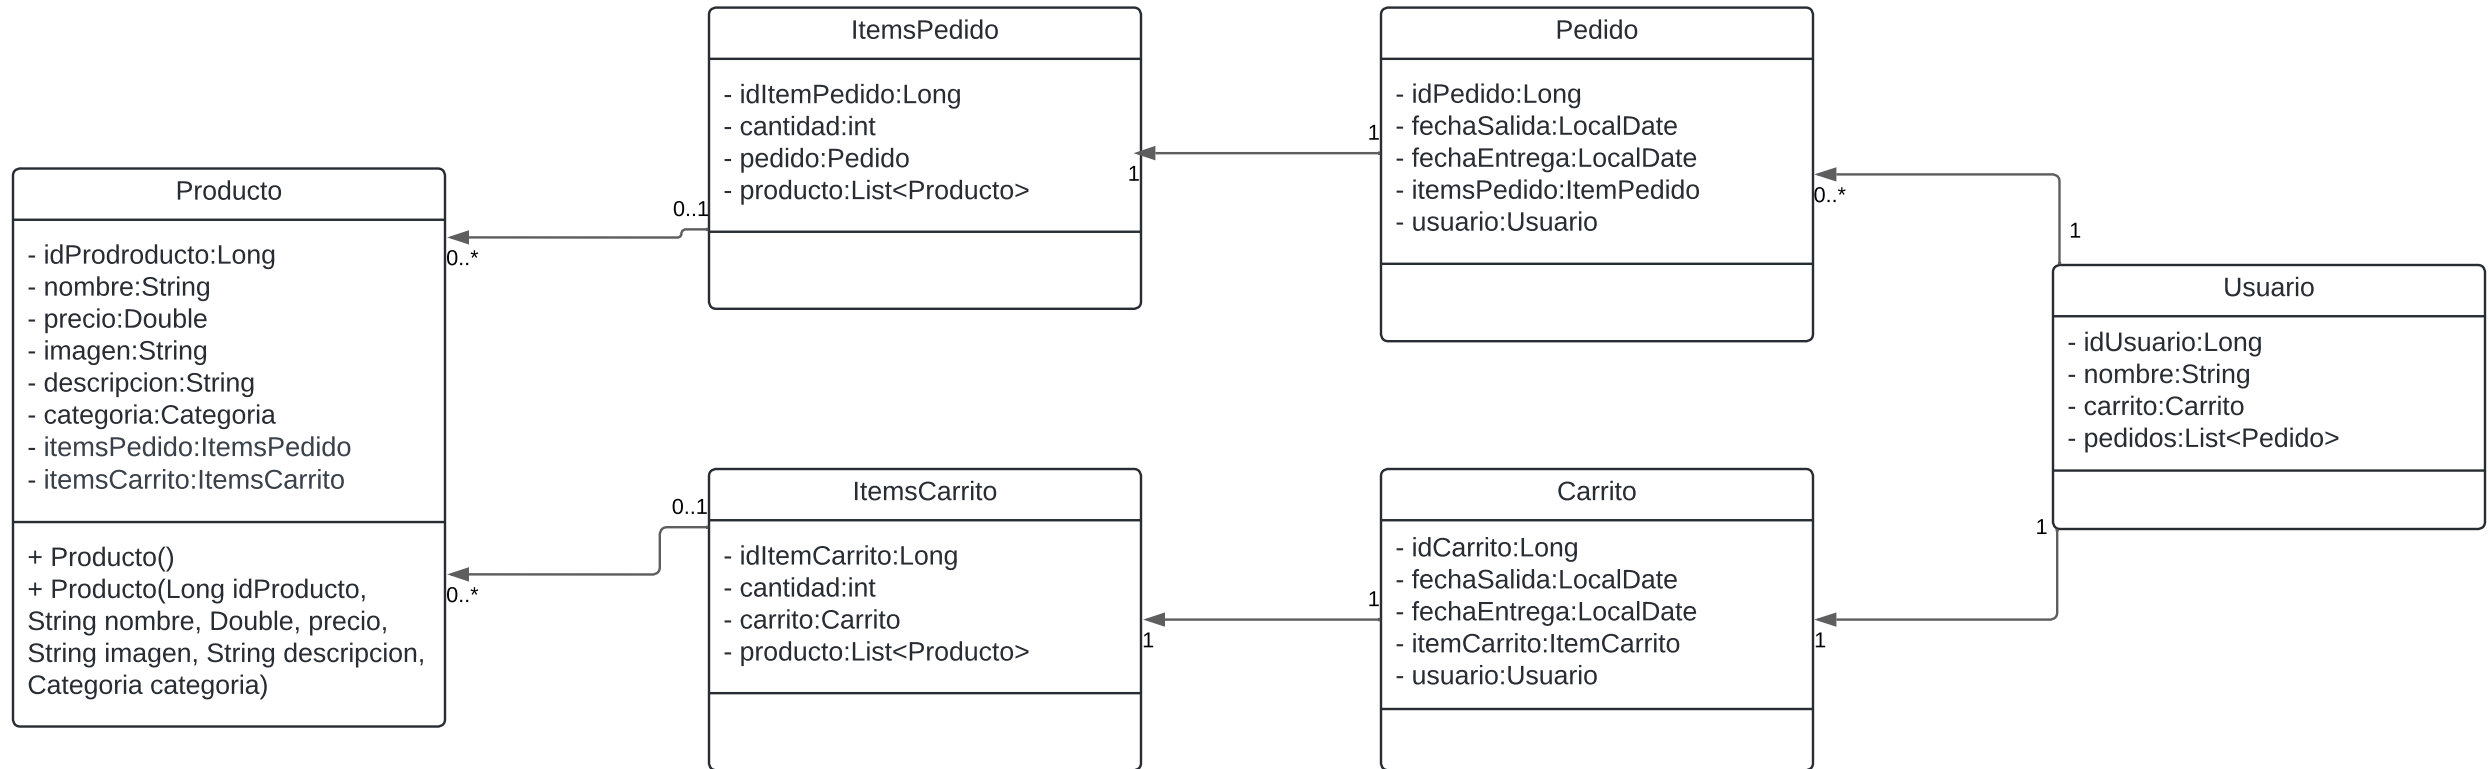 Producto
- idProdroducto:Long
- nombre:String
- precio:Double
- imagen:String
- descripcion:String
- categoria:Categoria
- itemsPedido:ItemsPedido
- itemsCarrito:ItemsCarrito
+ Producto()
+ Producto(Long idProducto,
String nombre, Double, precio,
String imagen, String descripcion,
Categoria categoria)
0..*
0..1
0..*
0..1
ItemsPedido
- idItemPedido:Long
- cantidad:int
- pedido:Pedido
- producto:List<Producto>
1
1
Pedido
- idPedido:Long
- fechaSalida:LocalDate
- fechaEntrega:LocalDate
- itemsPedido:ItemPedido
- usuario:Usuario
0..*
1
ItemsCarrito
- idItemCarrito:Long
- cantidad:int
- carrito:Carrito
- producto:List<Producto>
1
1
Carrito
- idCarrito:Long
- fechaSalida:LocalDate
- fechaEntrega:LocalDate
- itemCarrito:ItemCarrito
- usuario:Usuario
1
1
Usuario
- idUsuario:Long
- nombre:String
- carrito:Carrito
- pedidos:List<Pedido>